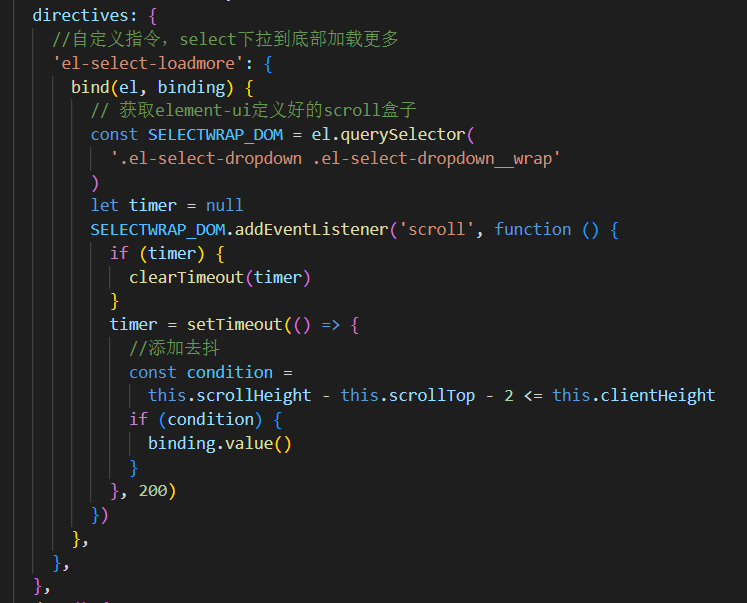 directives: {
//自定义指令，select下拉到底部加载更多
'el-select-loadmore': {
bind(el, binding) {
// 获取element-ui定义好的scroll盒子
const SELECTWRAP_DOM = el.querySelector(
'.el-select-dropdown .el-select-dropdown__wrap'
)
let timer = null
SELECTWRAP_DOM.addEventListener('scroll', function () {
if (timer) {
clearTimeout(timer)
}
timer = setTimeout(() => {
//添加去抖
const condition =
this.scrollHeight - this.scrollTop - 2 <= this.clientHeight
if (condition) {
binding.value()
}
}, 200)
})
},
},
},